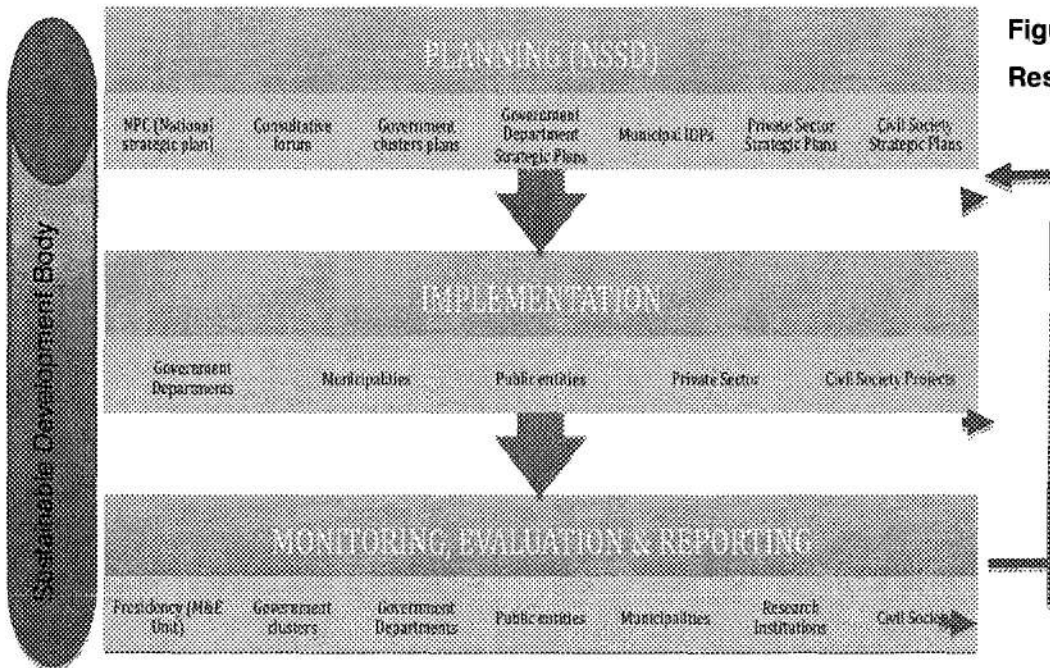 Figu
Res
PLANNING (NSSD)
NPC (National
strategic plan)
Consultative
forum
Government
clusters plans
Government
Department
Strategic Plans
Municipal IDPs
Private Sector
Strategic Plans
Civil Society
Strategic Plans
Sustainable Development Body
IMPLEMENTATION
Government
Departments
Municipalities
Public entities
Private Sector
Civil Society Projects
MONITORING, EVALUATION & REPORTING
Presidency (M&E
Unit)
Government
clusters
Government
Departments
Public entities
Municipalities
Research
Institutions
Civil Society